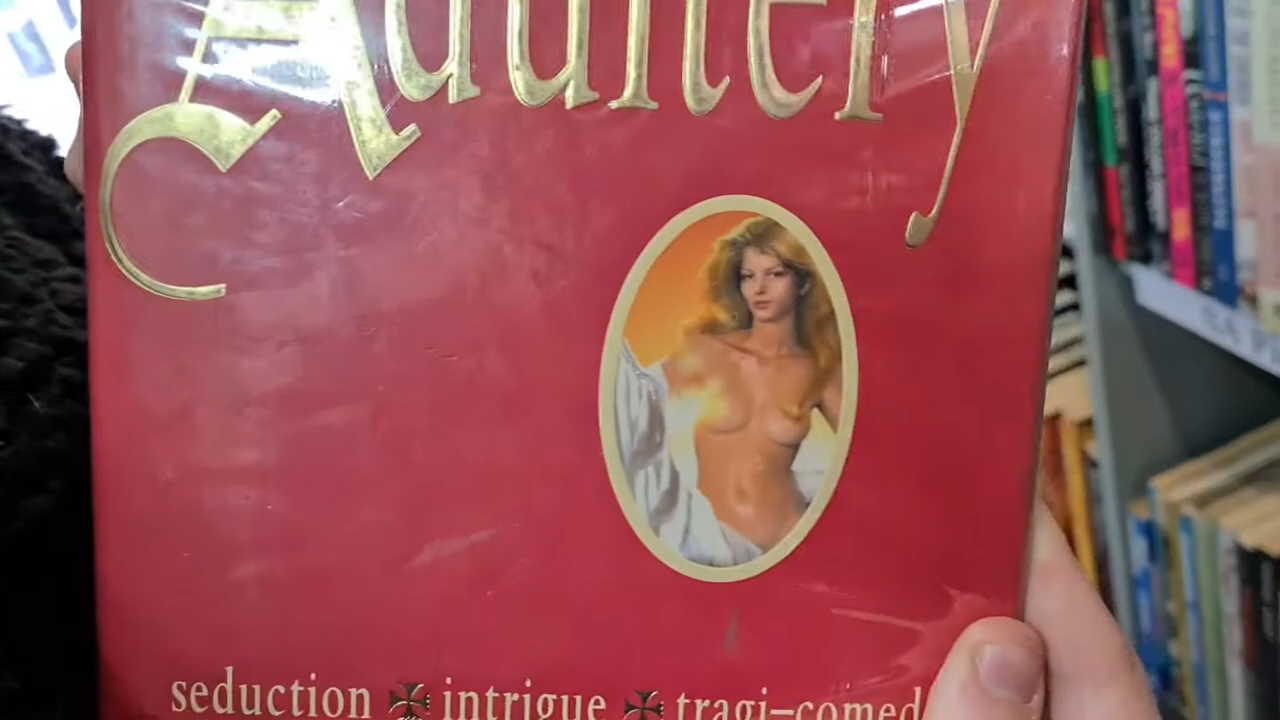 Adultery
seduction ✠ intrigue ✠ tragi-comed